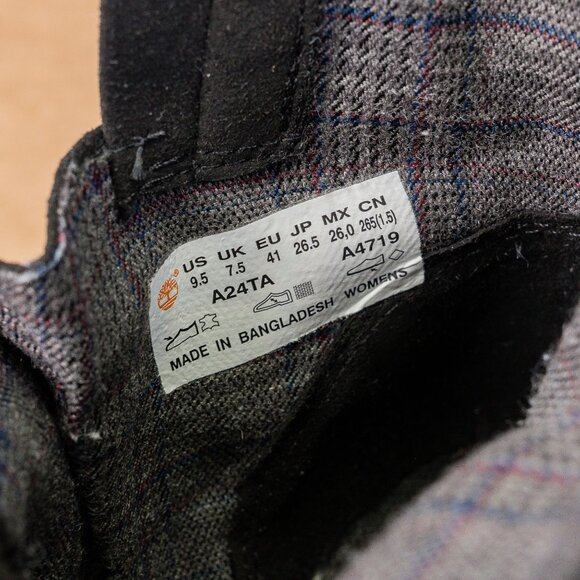 US UK EU JP MX CN
9.5 7.5 41 26.5 26,0 265(1.5)
A24TA A4719
MADE IN BANGLADESH WOMENS